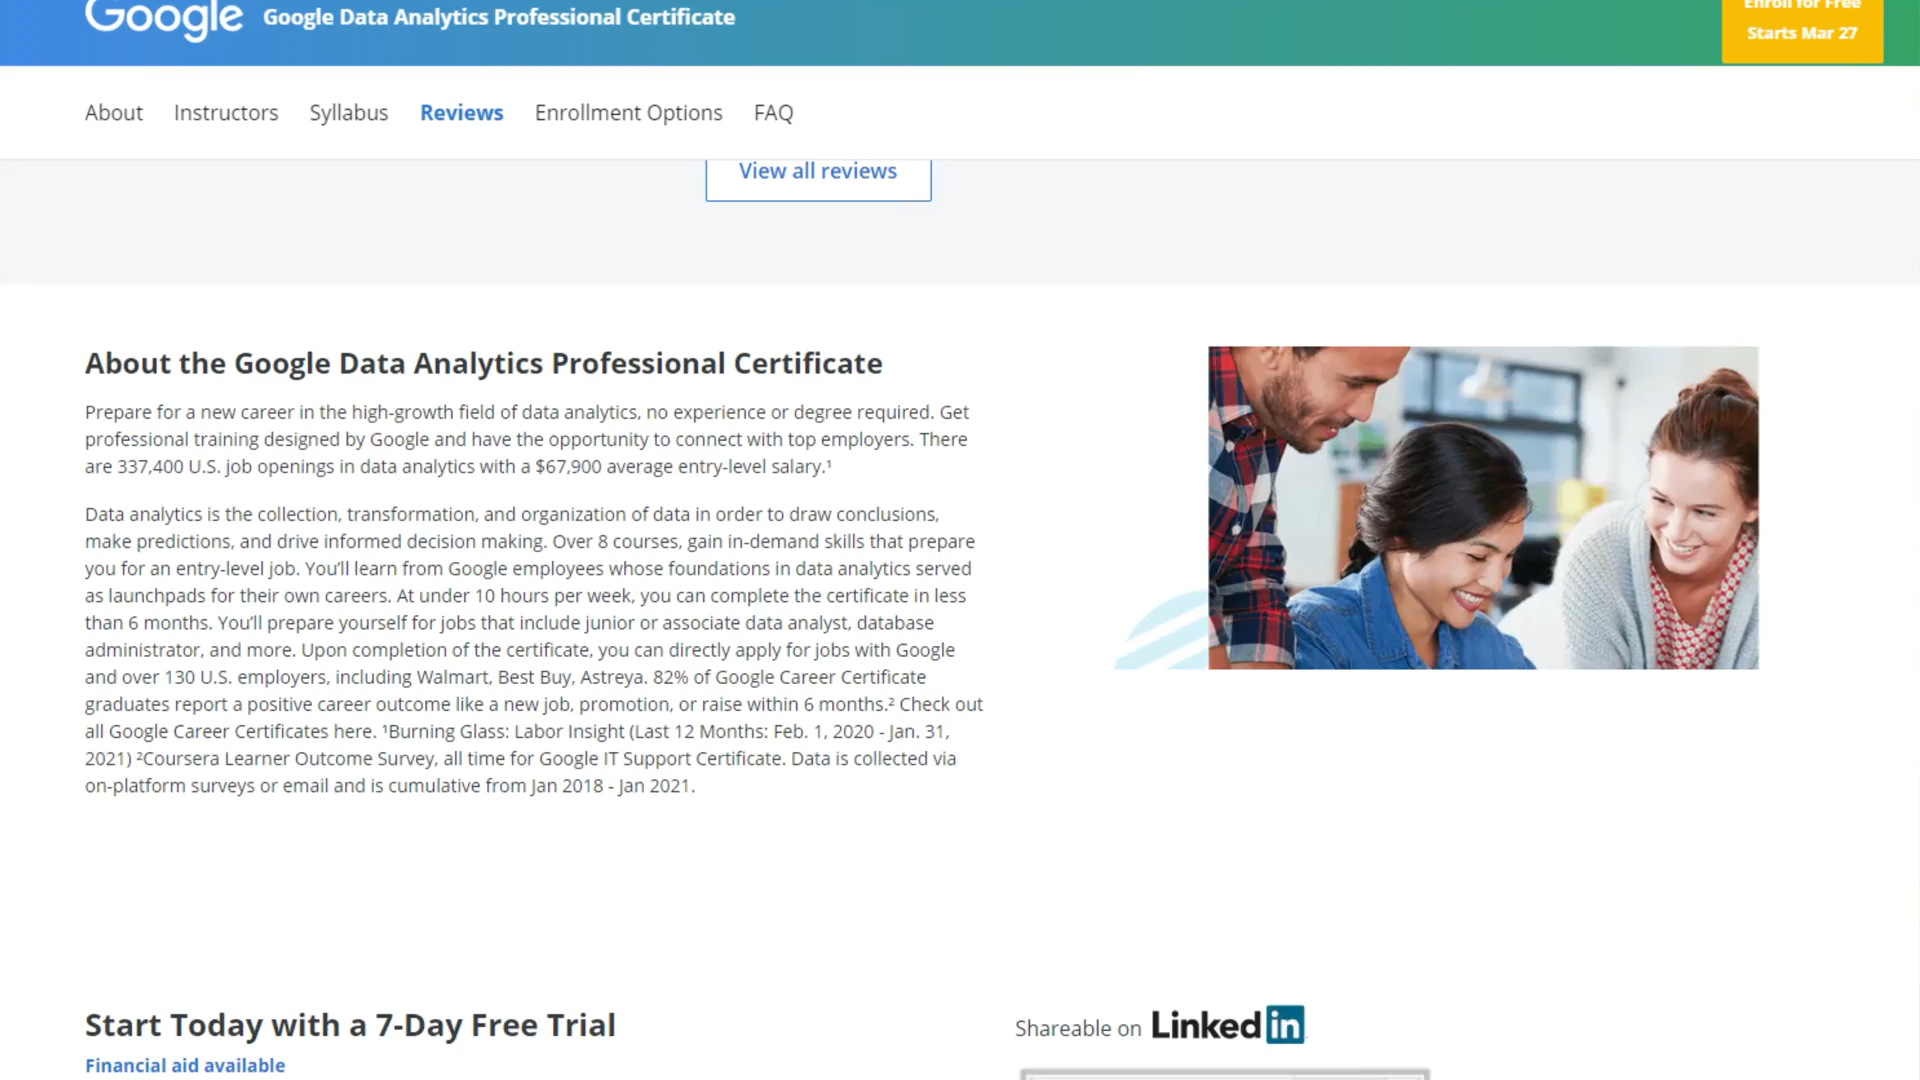 Google Google Data Analytics Professional Certificate
Enroll for Free
Starts Mar 27
About Instructors Syllabus Reviews Enrollment Options FAQ
View all reviews
About the Google Data Analytics Professional Certificate
Prepare for a new career in the high-growth field of data analytics, no experience or degree required. Get
professional training designed by Google and have the opportunity to connect with top employers. There
are 337,400 U.S. job openings in data analytics with a $67,900 average entry-level salary.¹
Data analytics is the collection, transformation, and organization of data in order to draw conclusions,
make predictions, and drive informed decision making. Over 8 courses, gain in-demand skills that prepare
you for an entry-level job. You’ll learn from Google employees whose foundations in data analytics served
as launchpads for their own careers. At under 10 hours per week, you can complete the certificate in less
than 6 months. You’ll prepare yourself for jobs that include junior or associate data analyst, database
administrator, and more. Upon completion of the certificate, you can directly apply for jobs with Google
and over 130 U.S. employers, including Walmart, Best Buy, Astreya. 82% of Google Career Certificate
graduates report a positive career outcome like a new job, promotion, or raise within 6 months.² Check out
all Google Career Certificates here. ¹Burning Glass: Labor Insight (Last 12 Months: Feb. 1, 2020 - Jan. 31,
2021) ²Coursera Learner Outcome Survey, all time for Google IT Support Certificate. Data is collected via
on-platform surveys or email and is cumulative from Jan 2018 - Jan 2021.
Start Today with a 7-Day Free Trial
Financial aid available
Shareable on Linked in